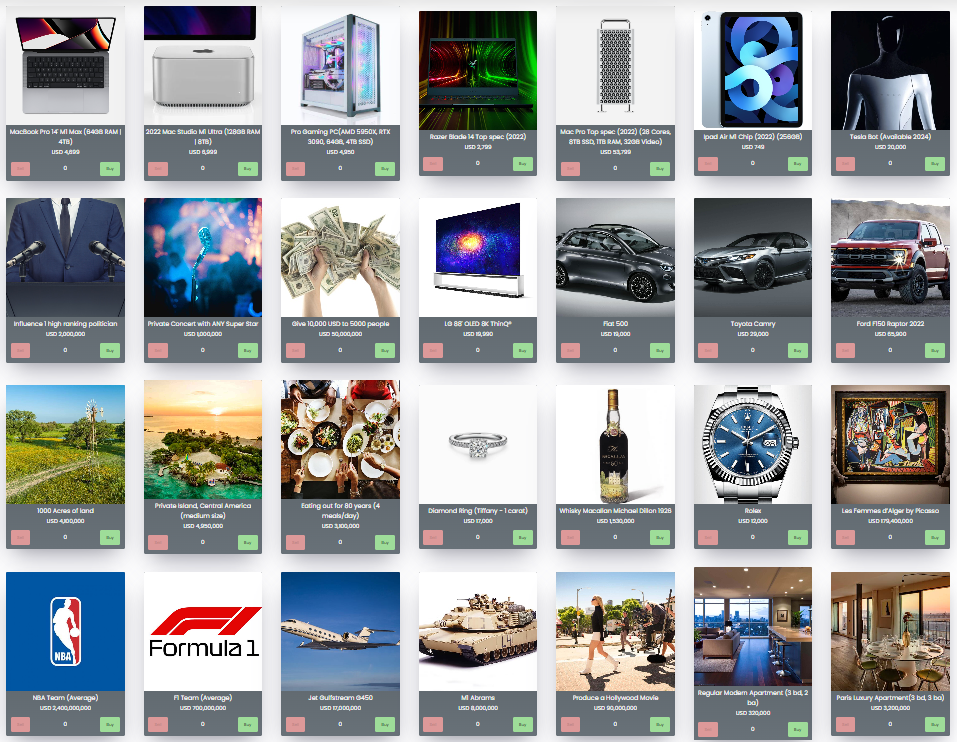 MacBook Pro 14' M1 Max (64GB RAM |
4TB)
USD 4,899
Sell 0 Buy
2022 Mac Studio M1 Ultra (128GB RAM
| 8TB)
USD 6,999
Sell 0 Buy
Pro Gaming PC(AMD 5950X, RTX
3090, 64GB, 4TB SSD)
USD 4,950
Sell 0 Buy
Razer Blade 14 Top spec (2022)
USD 2,799
Sell 0 Buy
Mac Pro Top spec (2022) (28 Cores,
8TB SSD, 1TB RAM, 32GB Video)
USD 53,799
Sell 0 Buy
Ipad Air M1 Chip (2022) (256GB)
USD 749
Sell 0 Buy
Tesla Bot (Available 2024)
USD 20,000
Sell 0 Buy
Influence 1 high ranking politician
USD 2,000,000
Sell 0 Buy
Private Concert with ANY Super Star
USD 1,000,000
Sell 0 Buy
Give 10,000 USD to 5000 people
USD 50,000,000
Sell 0 Buy
LG 88' OLED 8K ThinQ®
USD 19,990
Sell 0 Buy
Fiat 500
USD 19,000
Sell 0 Buy
Toyota Camry
USD 29,000
Sell 0 Buy
Ford F150 Raptor 2022
USD 65,900
Sell 0 Buy
1000 Acres of land
USD 4,100,000
Sell 0 Buy
Private Island, Central America
(medium size)
USD 4,950,000
Sell 0 Buy
Eating out for 80 years (4
meals/day)
USD 3,100,000
Sell 0 Buy
Diamond Ring (Tiffany - 1 carat)
USD 17,000
Sell 0 Buy
Whisky Macallan Michael Dillon 1926
USD 1,530,000
Sell 0 Buy
Rolex
USD 12,000
Sell 0 Buy
Les Femmes d'Alger by Picasso
USD 179,400,000
Sell 0 Buy
NBA
NBA Team (Average)
USD 2,400,000,000
Sell 0 Buy
F1
Formula 1
F1 Team (Average)
USD 700,000,000
Sell 0 Buy
Jet Gulfstream G450
USD 17,000,000
Sell 0 Buy
M1 Abrams
USD 8,000,000
Sell 0 Buy
Produce a Hollywood Movie
USD 90,000,000
Sell 0 Buy
Regular Modern Apartment (3 bd, 2
ba)
USD 320,000
Sell 0 Buy
Paris Luxury Apartment(3 bd, 3 ba)
USD 3,200,000
Sell 0 Buy